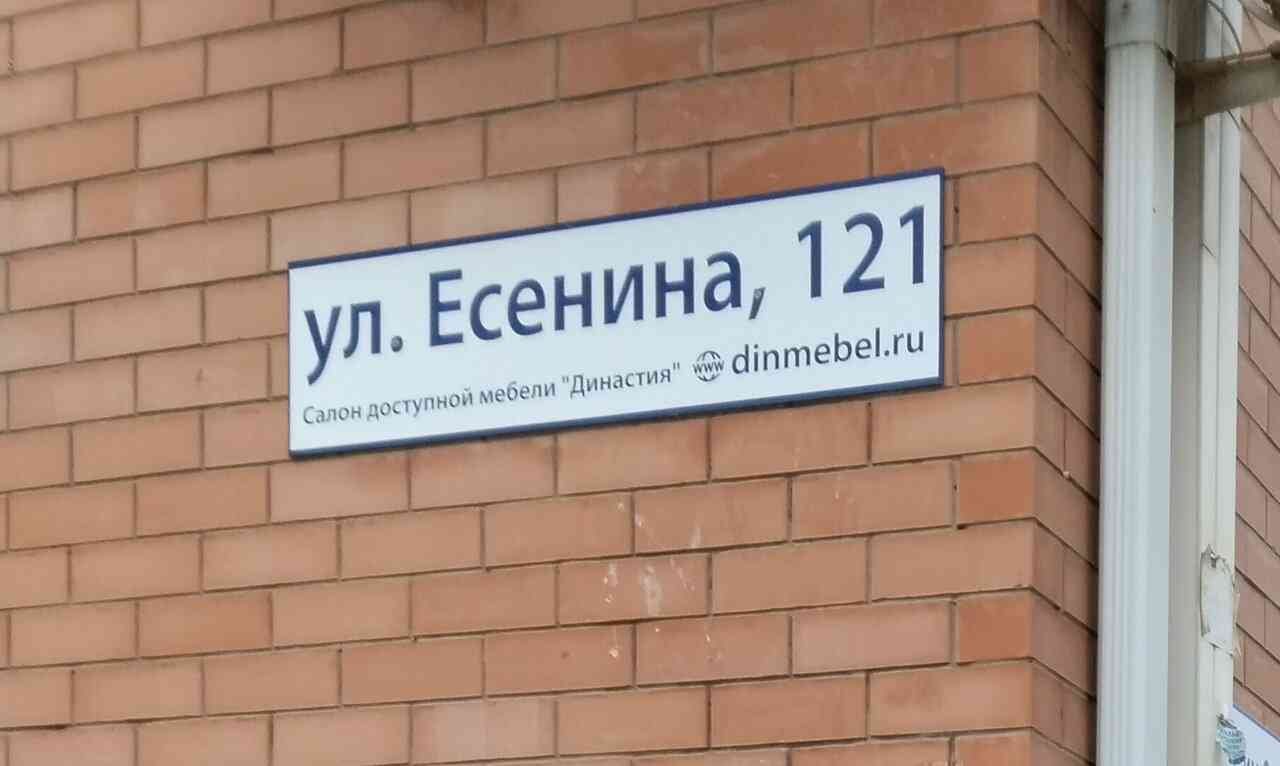 ул. Есенина, 121
Салон доступной мебели "Династия" www dinmebel.ru